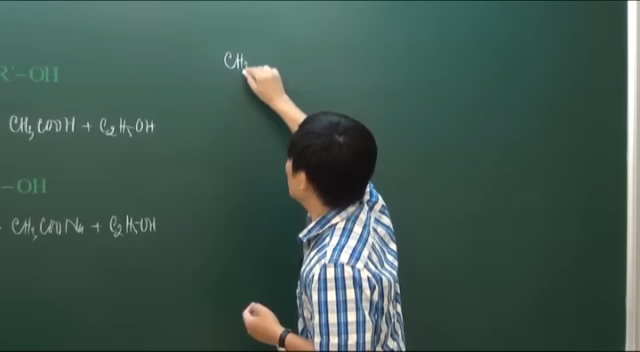 R'–OH
CH₃
CH₃COOH + C₂H₅OH
–OH
CH₃COONa + C₂H₅OH